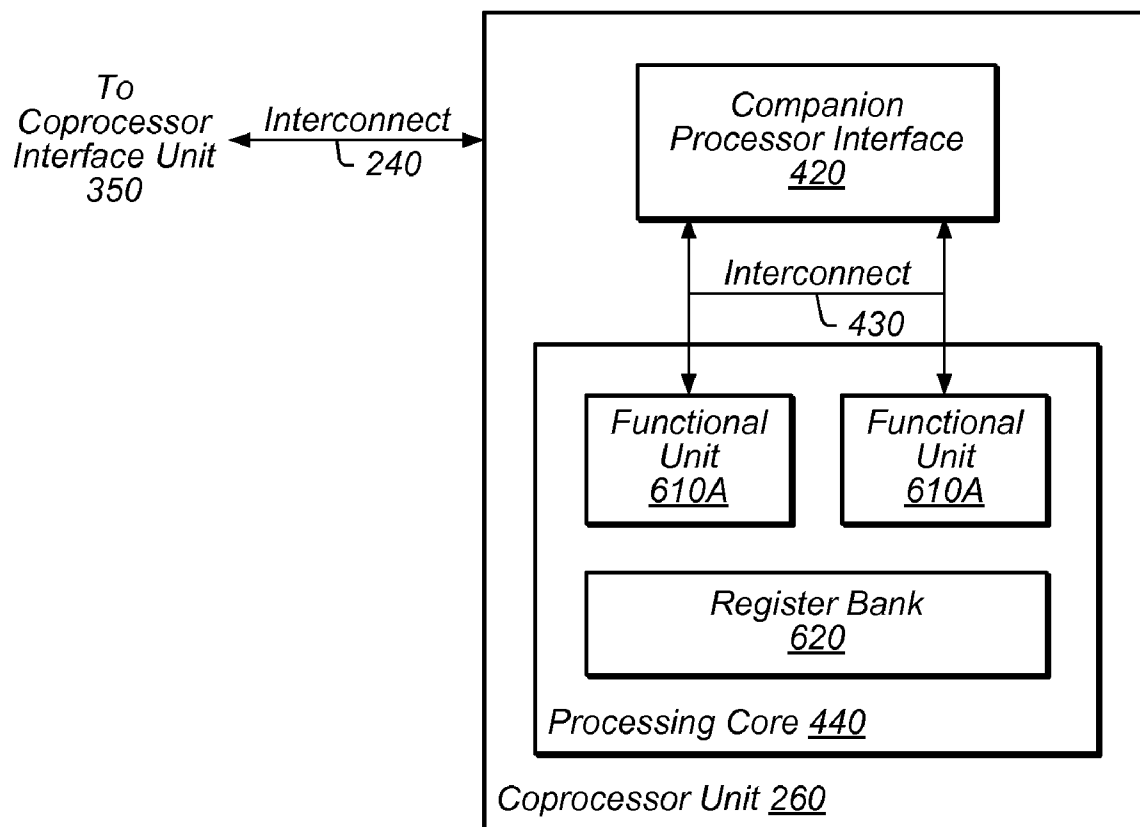 To
Coprocessor
Interface Unit
350
Interconnect
240
Companion
Processor Interface
420
Interconnect
430
Functional
Unit
610A
Functional
Unit
610A
Register Bank
620
Processing Core 440
Coprocessor Unit 260